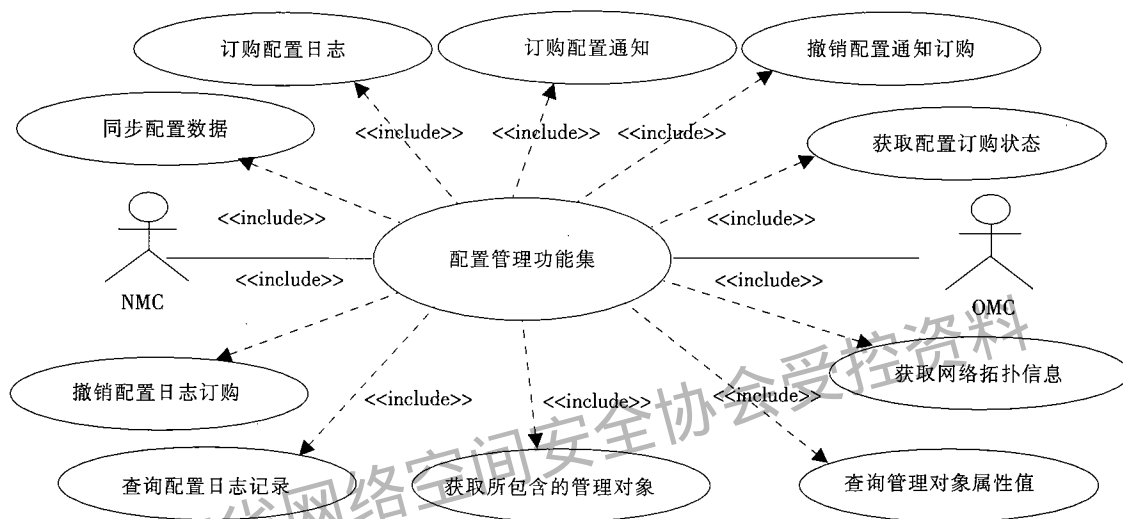 订购配置日志
订购配置通知
撤销配置通知订购
同步配置数据
<<include>>
<<include>>
<<include>>
获取配置订购状态
<<include>>
<<include>>
配置管理功能集
<<include>>
<<include>>
NMC
OMC
撤销配置日志订购
<<include>>
<<include>>
<<include>>
获取网络拓扑信息
查询配置日志记录
获取所包含的管理对象
查询管理对象属性值
省网络空间安全协会受控资料